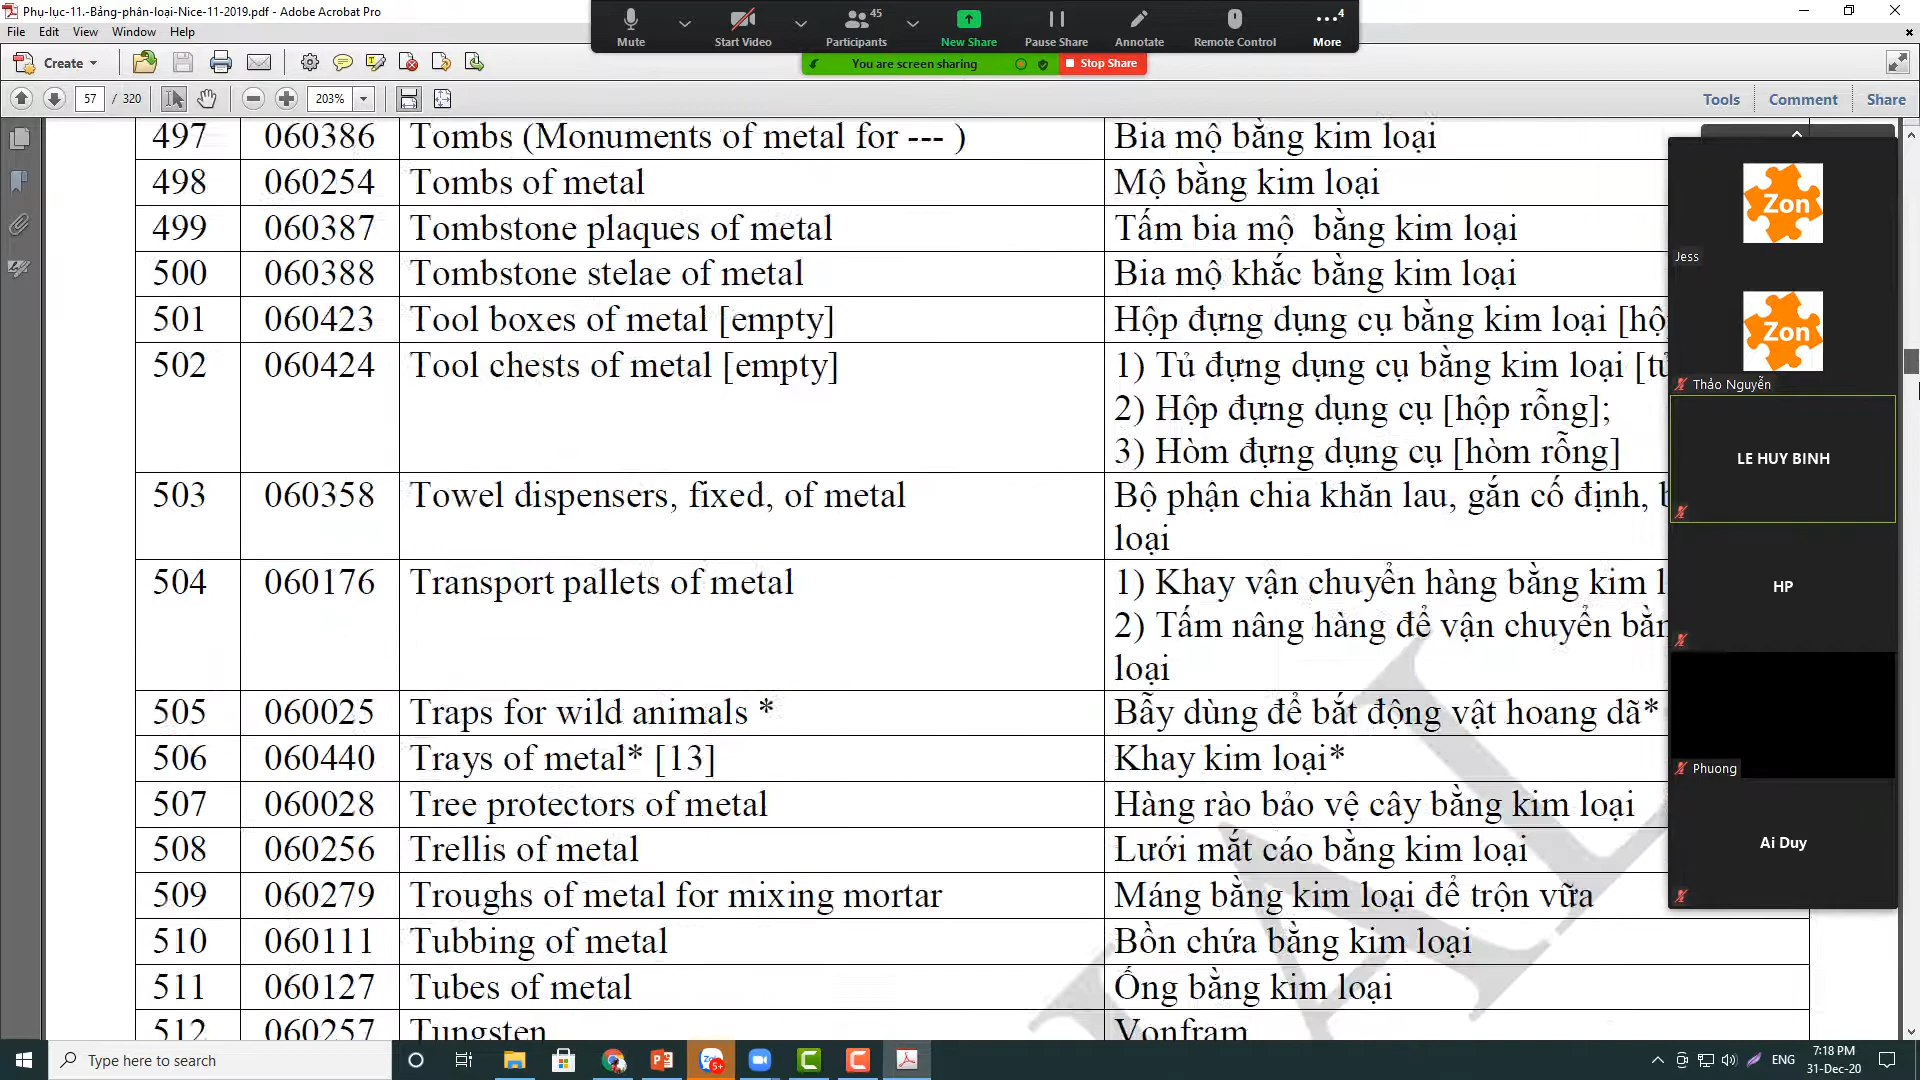 Phụ-lục-11.-Bảng-phân-loại-Nice-11-2019.pdf - Adobe Acrobat Pro
File Edit View Window Help
Mute
Start Video
45
Participants
New Share
Pause Share
Annotate
Remote Control
4
More
You are screen sharing
Stop Share
Create
57 / 320
203%
Tools Comment Share
497 060386 Tombs (Monuments of metal for --- ) Bia mộ bằng kim loại
498 060254 Tombs of metal Mộ bằng kim loại
499 060387 Tombstone plaques of metal Tấm bia mộ bằng kim loại
500 060388 Tombstone stelae of metal Bia mộ khắc bằng kim loại
501 060423 Tool boxes of metal [empty] Hộp đựng dụng cụ bằng kim loại [hộ
502 060424 Tool chests of metal [empty] 1) Tủ đựng dụng cụ bằng kim loại [tủ
2) Hộp đựng dụng cụ [hộp rỗng];
3) Hòm đựng dụng cụ [hòm rỗng]
503 060358 Towel dispensers, fixed, of metal Bộ phận chia khăn lau, gắn cố định, b
loại
504 060176 Transport pallets of metal 1) Khay vận chuyển hàng bằng kim l
2) Tấm nâng hàng để vận chuyển bằn
loại
505 060025 Traps for wild animals * Bẫy dùng để bắt động vật hoang dã*
506 060440 Trays of metal* [13] Khay kim loại*
507 060028 Tree protectors of metal Hàng rào bảo vệ cây bằng kim loại
508 060256 Trellis of metal Lưới mắt cáo bằng kim loại
509 060279 Troughs of metal for mixing mortar Máng bằng kim loại để trộn vữa
510 060111 Tubbing of metal Bồn chứa bằng kim loại
511 060127 Tubes of metal Ống bằng kim loại
512 060257 Tungsten Vonfram
Zon
Jess
Zon
Thảo Nguyễn
LE HUY BINH
HP
Phuong
Ai Duy
Type here to search
5+
ENG
7:18 PM
31-Dec-20